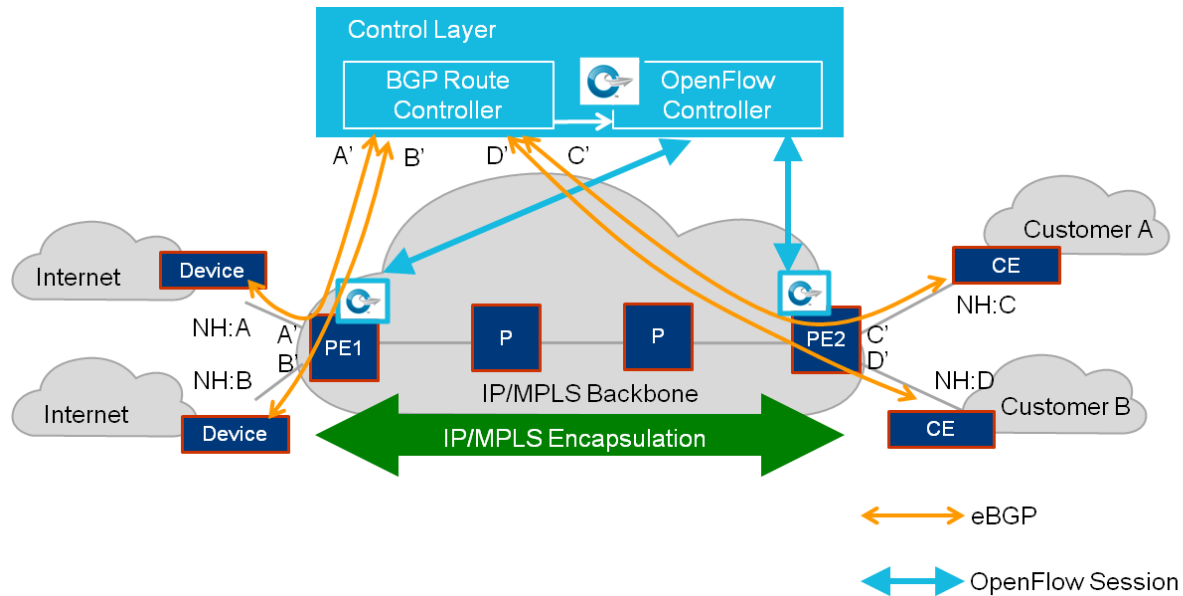 Control Layer
BGP Route
Controller
OpenFlow
Controller
A’
B’
D’
C’
Internet
Device
NH:A
A’
B’
PE1
P
P
PE2
C’
D’
Customer A
CE
NH:C
NH:B
Internet
Device
IP/MPLS Backbone
IP/MPLS Encapsulation
NH:D
Customer B
CE
eBGP
OpenFlow Session